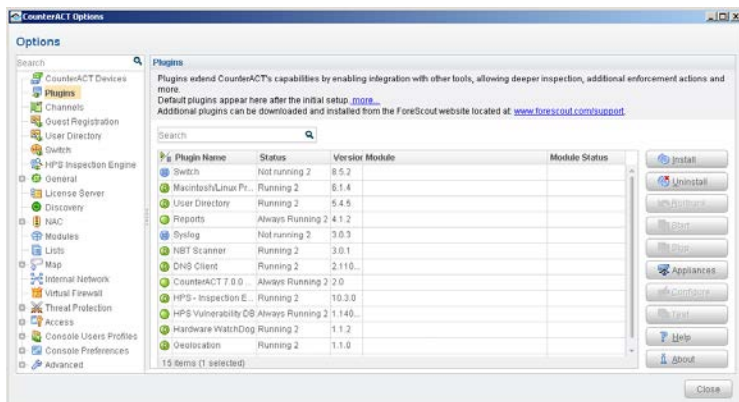 CounterACT Options
Options
Search
CounterACT Devices
Plugins
Channels
Guest Registration
User Directory
Switch
HPS Inspection Engine
General
License Server
Discovery
NAC
Modules
Lists
Map
Internal Network
Virtual Firewall
Threat Protection
Access
Console Users Profiles
Console Preferences
Advanced
Plugins
Plugins extend CounterACT's capabilities by enabling integration with other tools, allowing deeper inspection, additional enforcement actions and
more.
Default plugins appear here after the initial setup. more...
Additional plugins can be downloaded and installed from the ForeScout website located at: www.forescout.com/support.
Search
Plugin Name Status Version Module Module Status
Switch Not running 2 8.5.2
Macintosh/Linux Pr... Running 2 6.1.4
User Directory Running 2 5.4.5
Reports Always Running 2 4.1.2
Syslog Not running 2 3.0.3
NBT Scanner Running 2 3.0.1
DNS Client Running 2 2.110...
CounterACT 7.0.0 ... Always Running 2 2.0
HPS - Inspection E... Running 2 10.3.0
HPS Vulnerability DB Always Running 2 1.140...
Hardware WatchDog Running 2 1.1.2
Geolocation Running 2 1.1.0
15 items (1 selected)
Install
Uninstall
Rollback
Start
Stop
Appliances
Configure
Test
Help
About
Close